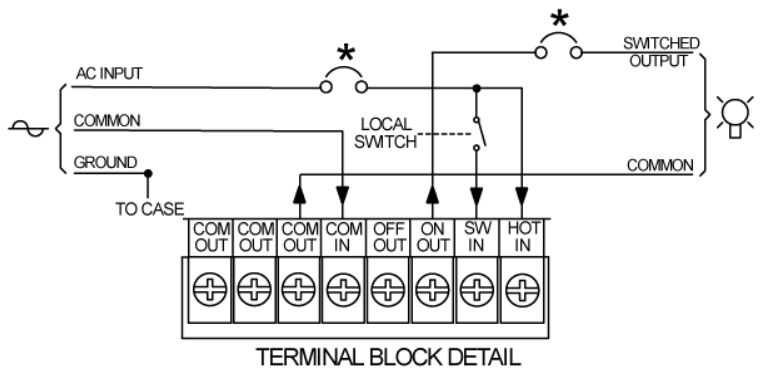 *
*
SWITCHED
OUTPUT
AC INPUT
COMMON
LOCAL
SWITCH
GROUND
COMMON
TO CASE
COM OUT
COM OUT
COM OUT
COM IN
OFF OUT
ON OUT
SW IN
HOT IN
TERMINAL BLOCK DETAIL